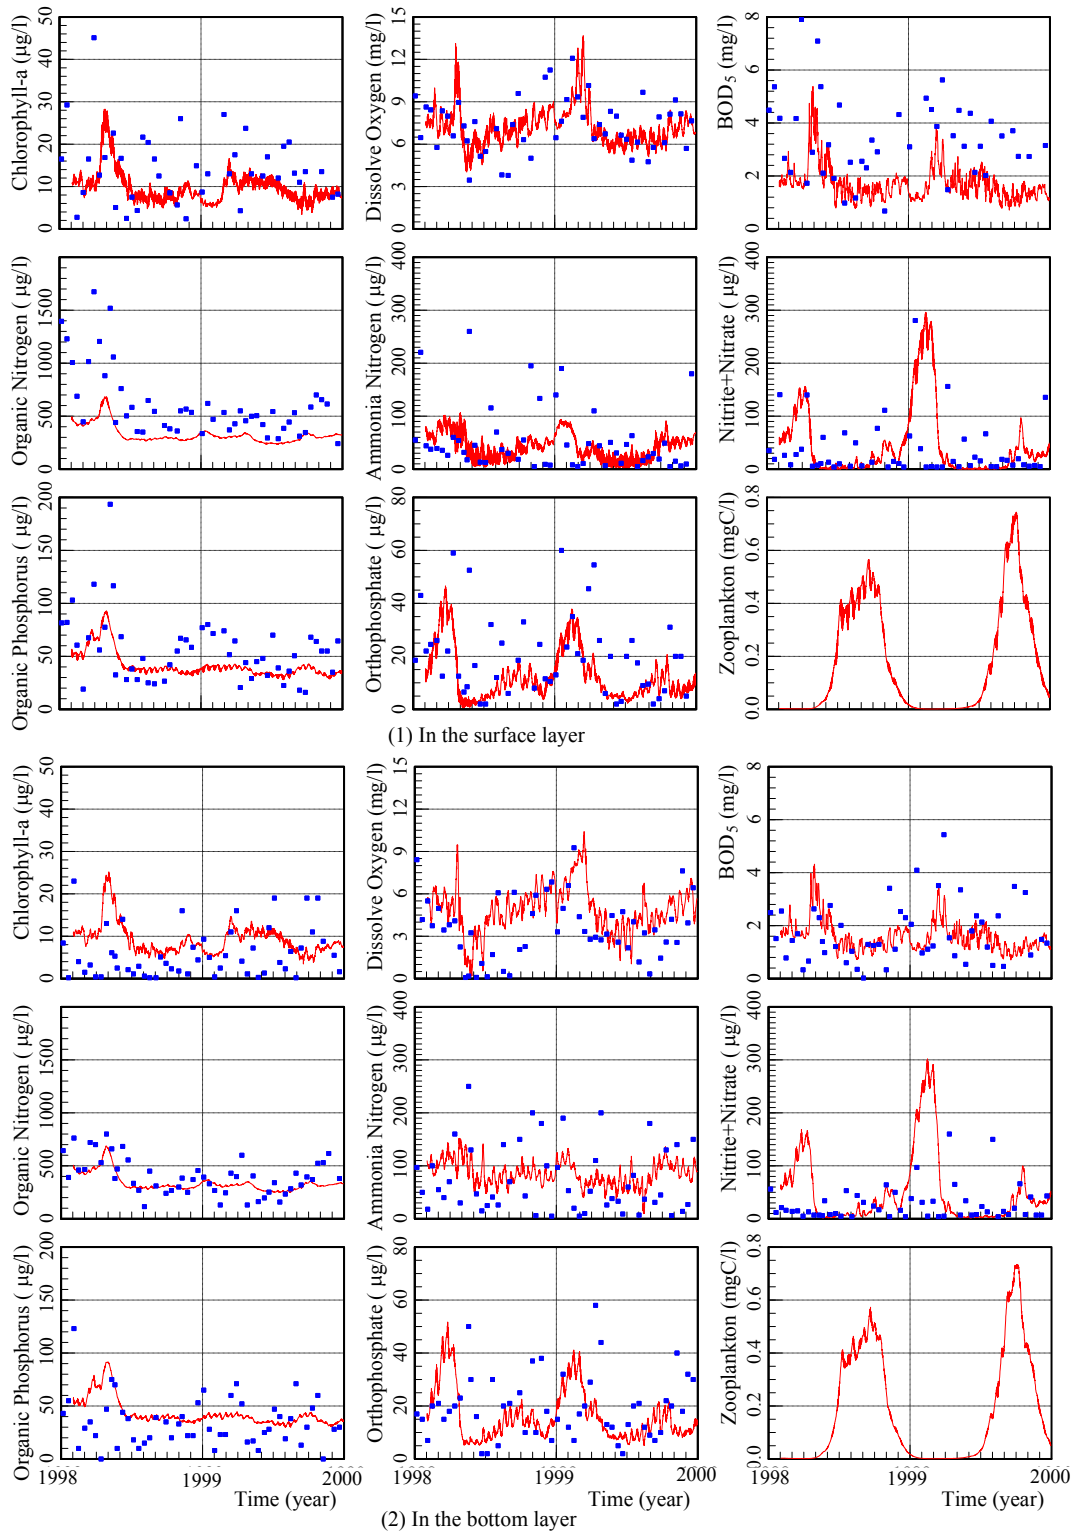 Chlorophyll-a (μg/l)
0 10 20 30 40 50
Dissolve Oxygen (mg/l)
0 3 6 9 12 15
BOD5 (mg/l)
0 2 4 6 8
Organic Nitrogen ( μg/l)
0 500 1000 1500
Ammonia Nitrogen ( μg/l)
0 100 200 300 400
Nitrite+Nitrate ( μg/l)
0 100 200 300 400
Organic Phosphorus ( μg/l)
0 50 100 150 200
Orthophosphate ( μg/l)
0 20 40 60 80
Zooplankton (mgC/l)
0.0 0.2 0.4 0.6 0.8
(1) In the surface layer
Chlorophyll-a (μg/l)
0 10 20 30 40 50
Dissolve Oxygen (mg/l)
0 3 6 9 12 15
BOD5 (mg/l)
0 2 4 6 8
Organic Nitrogen ( μg/l)
0 500 1000 1500
Ammonia Nitrogen ( μg/l)
0 100 200 300 400
Nitrite+Nitrate ( μg/l)
0 100 200 300 400
Organic Phosphorus ( μg/l)
0 50 100 150 200
Orthophosphate ( μg/l)
0 20 40 60 80
Zooplankton (mgC/l)
0.0 0.2 0.4 0.6 0.8
1998 1999 2000
1998 1999 2000
1998 1999 2000
Time (year)
Time (year)
Time (year)
(2) In the bottom layer